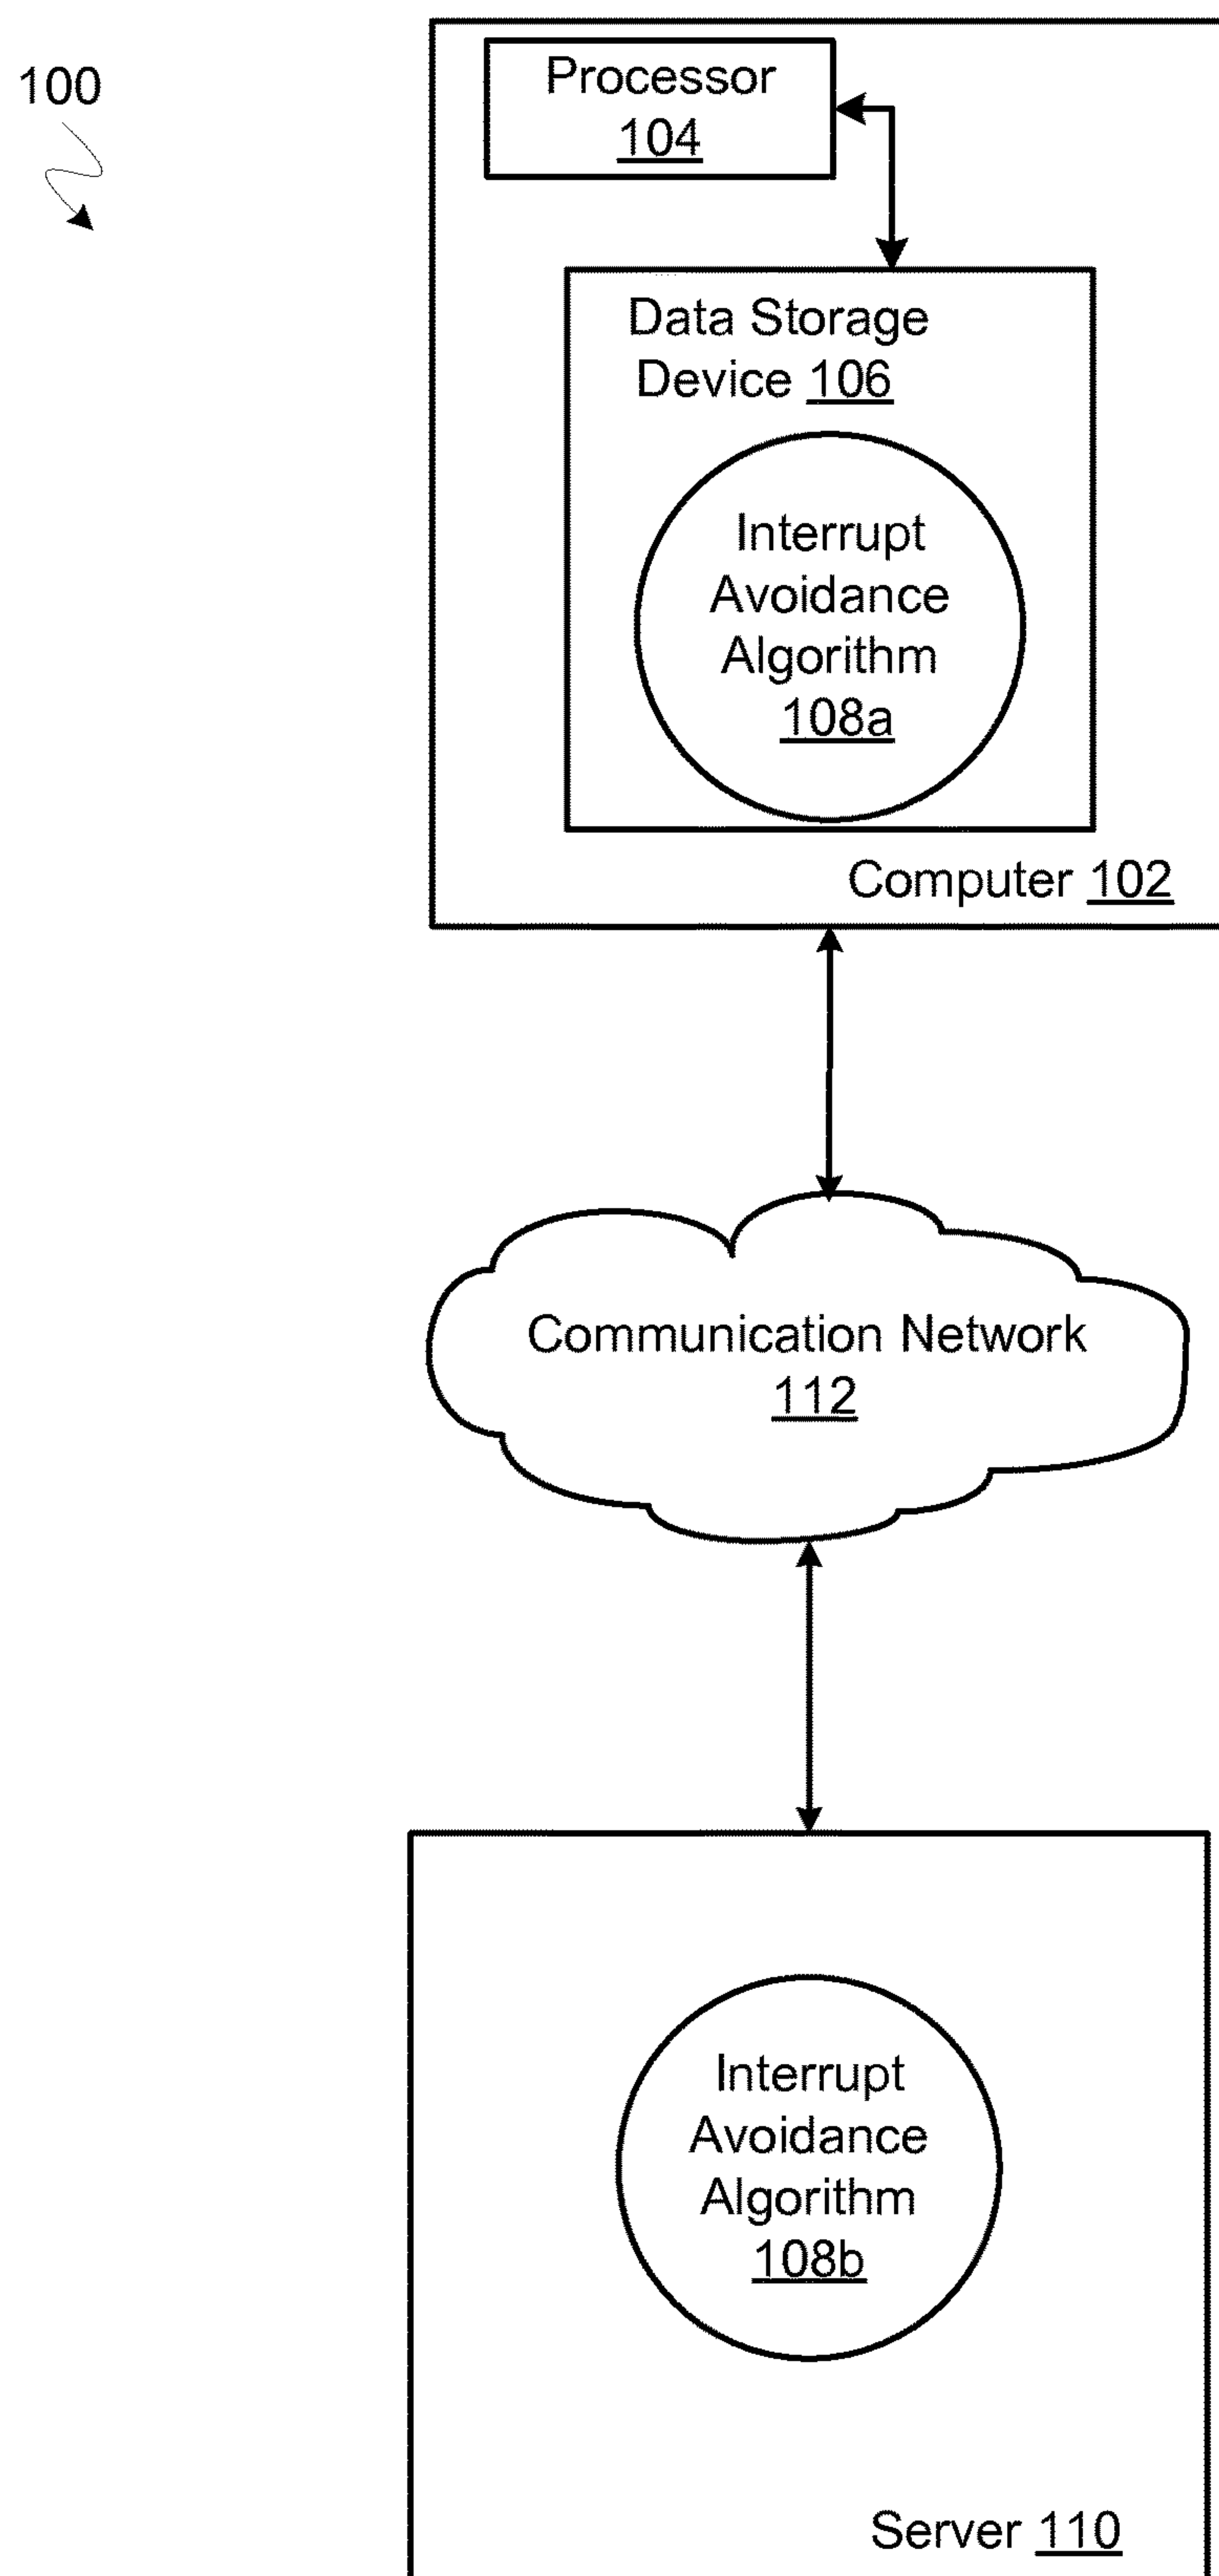 100
Processor
104
Data Storage
Device 106
Interrupt
Avoidance
Algorithm
108a
Computer 102
Communication Network
112
Interrupt
Avoidance
Algorithm
108b
Server 110